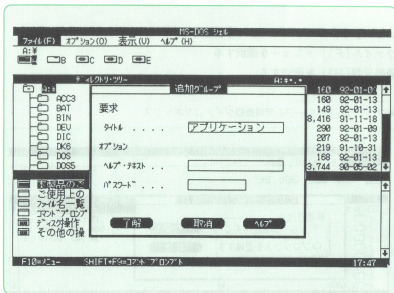 MS-DOS シェル
ファイル(F) オプション(O) 表示(U) ヘルプ(H)
A:¥
A B C D E
ディレクトリ・ツリー A:*.*
追加グループ
A:¥
ACC3
BAT
BIN
DEV
DIC
DK6
DOS
DOS5
160 92-01-0
160 92-01-13
149 92-01-13
8,416 91-11-18
290 92-01-09
207 92-01-13
219 91-10-31
168 92-01-13
3,744 90-05-02
要求
タイトル . . . . アプリケーション
オプション
ヘルプ・テキスト . . .
パスワード . . . .
了解 取消 ヘルプ
本製品のご
ご使用上の
ファイル名一覧
コマンド プロンプ
ディスク操作
その他の操
F10=メニュー SHIFT+F9=コマンド プロンプト 17:47